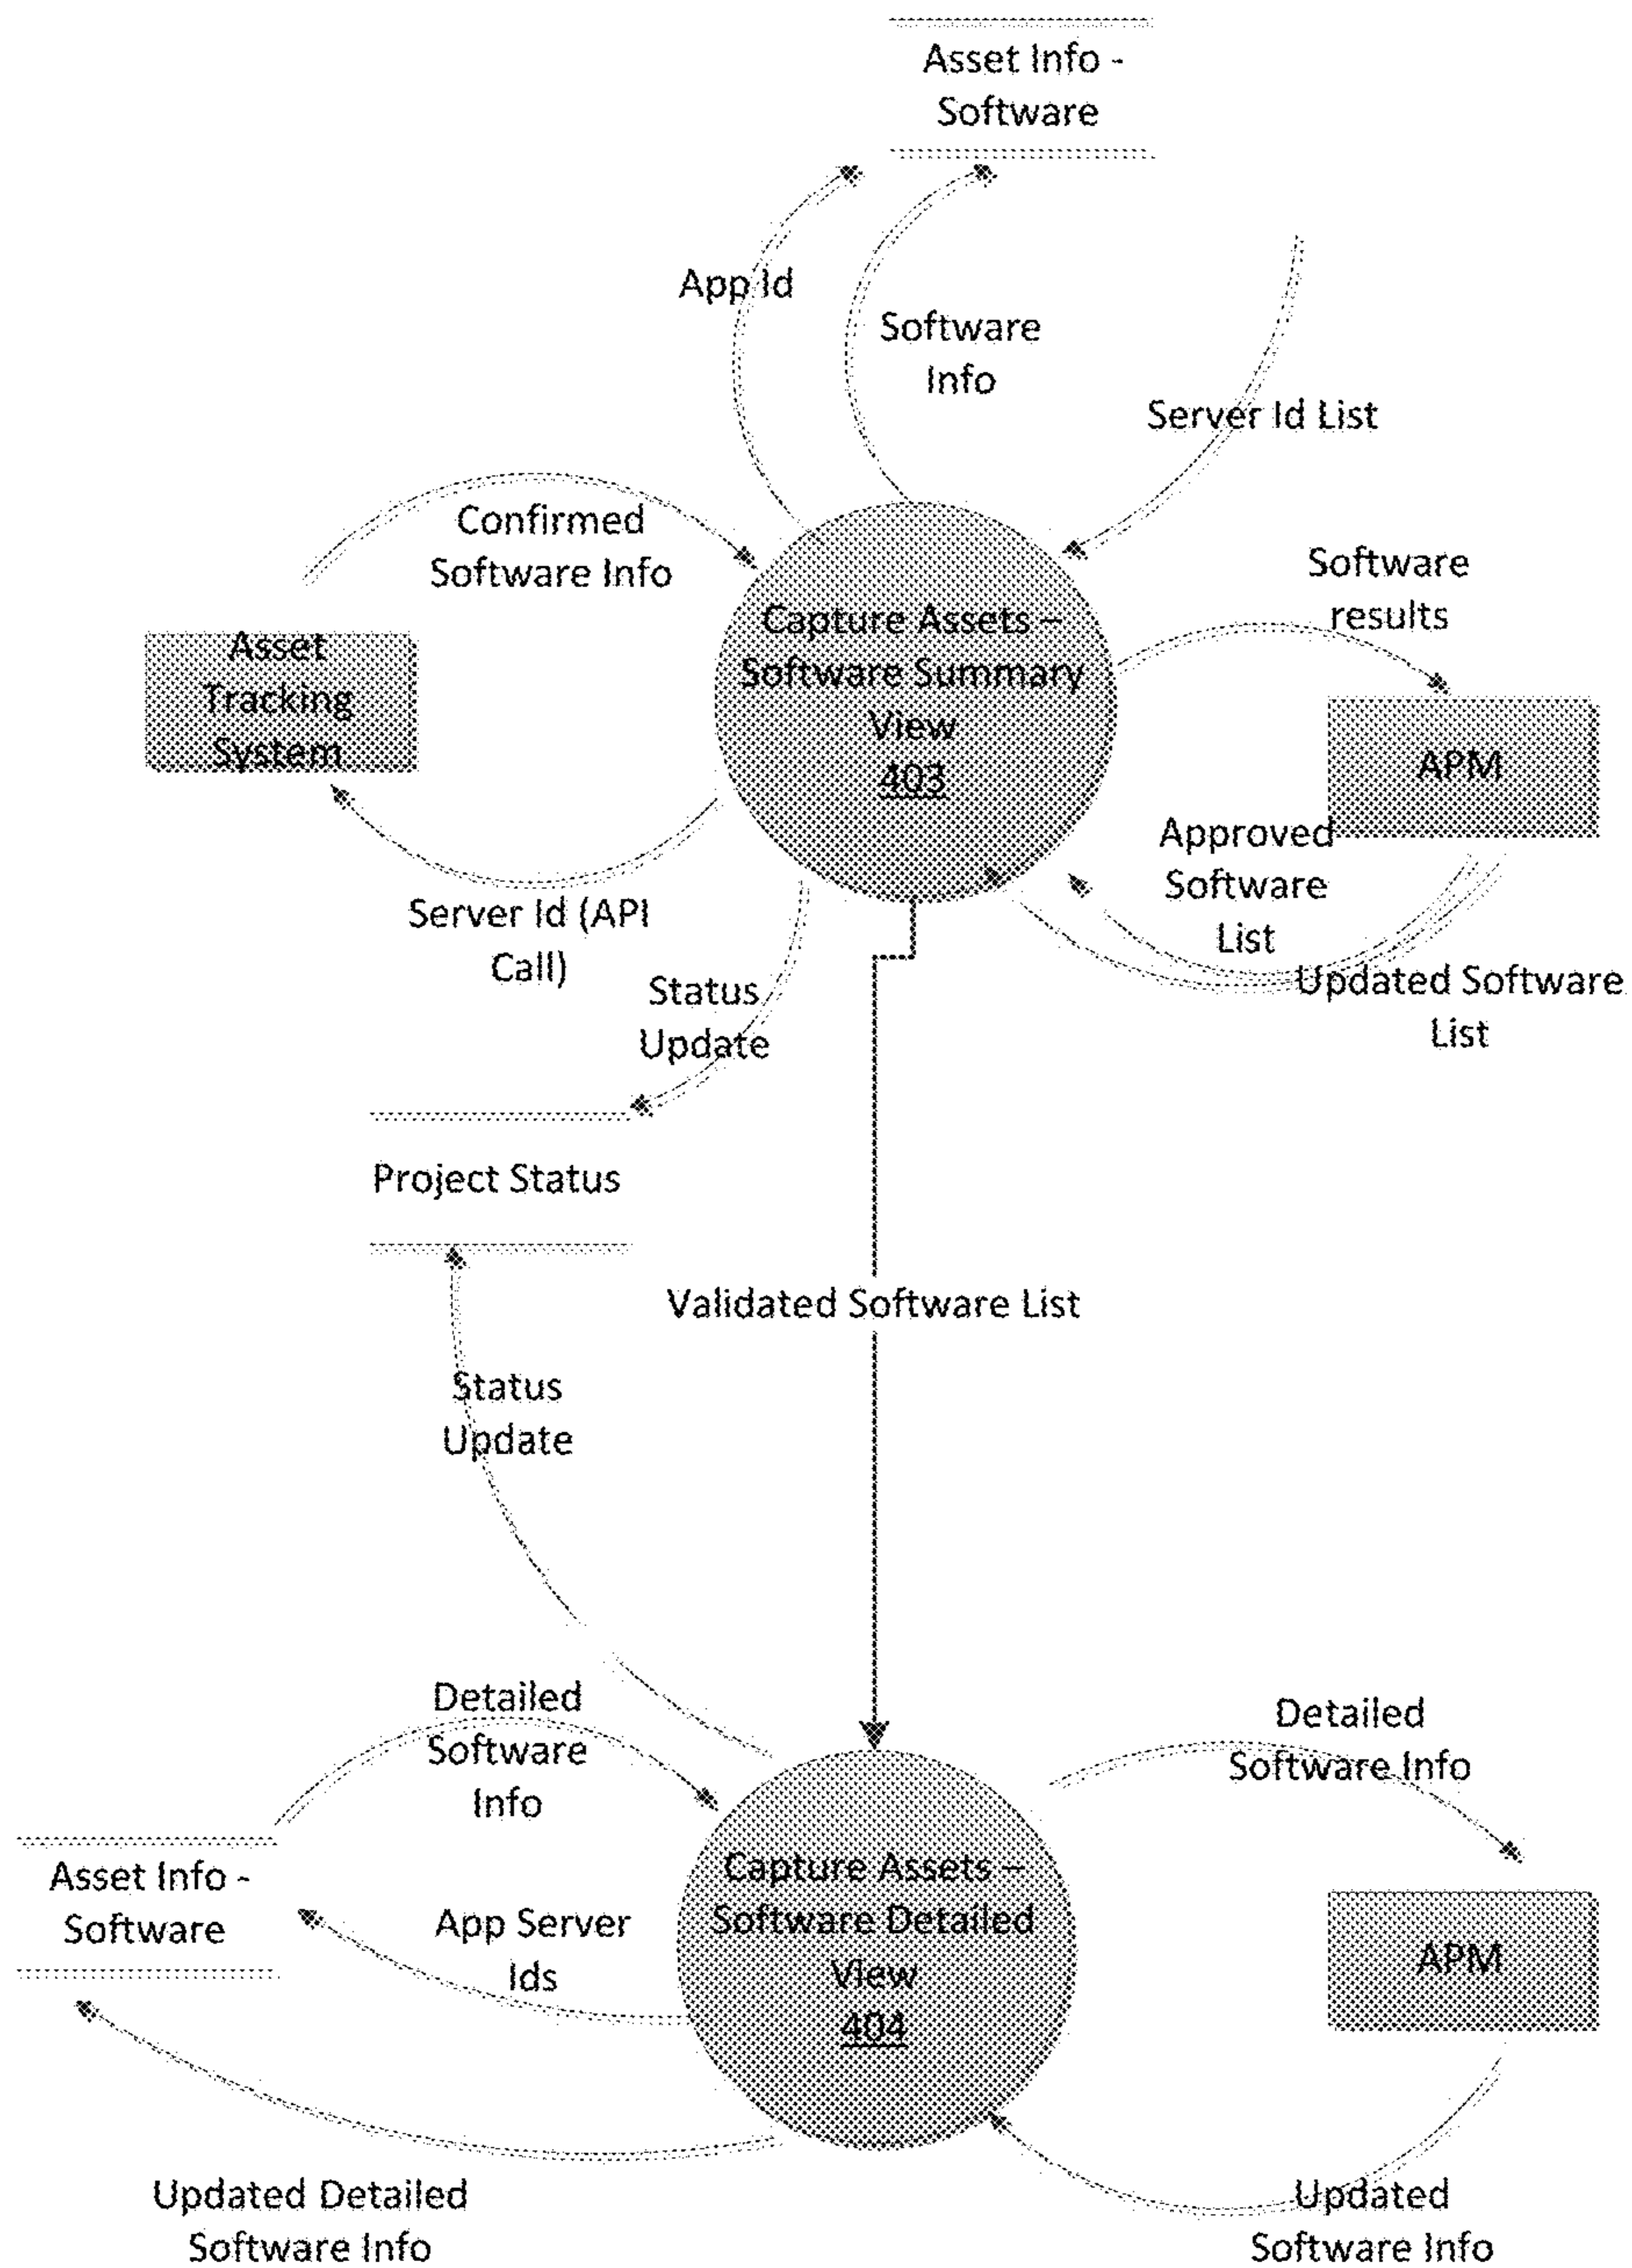 Asset Info -
Software
App Id
Software
Info
Server Id List
Confirmed
Software Info
Software
results
Asset
Tracking
System
Capture Assets –
Software Summary
View
403
APM
Approved
Software
List
Server Id (API
Call)
Updated Software
List
Status
Update
Project Status
Validated Software List
Status
Update
Detailed
Software
Info
Detailed
Software Info
Asset Info -
Software
App Server
Ids
Capture Assets –
Software Detailed
View
404
APM
Updated Detailed
Software Info
Updated
Software Info